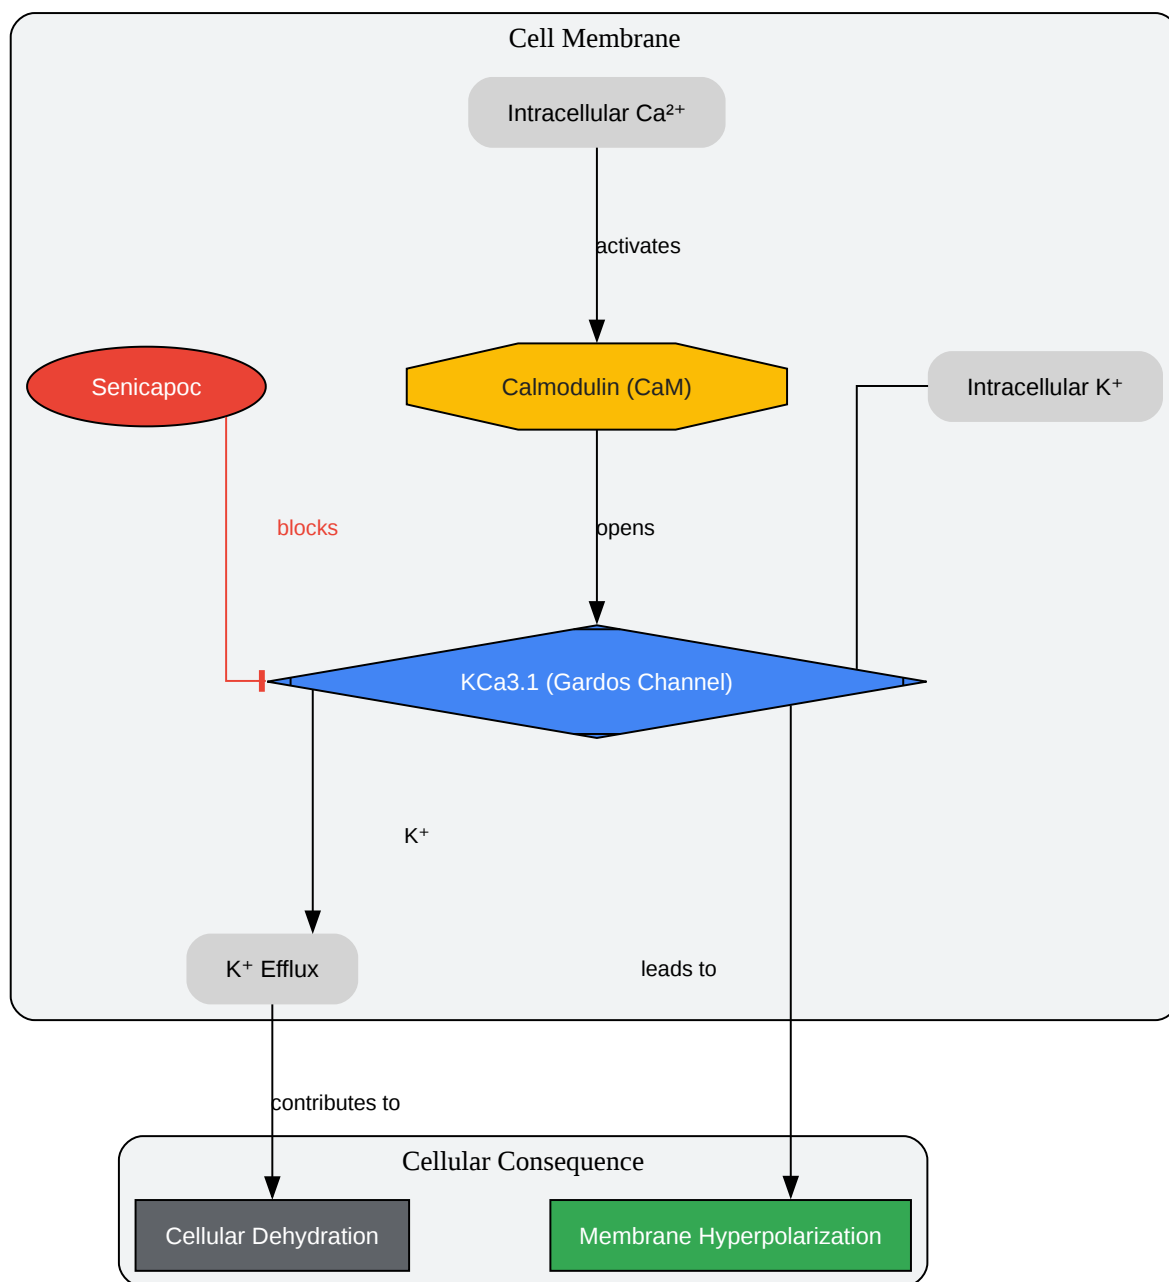 Cell Membrane
Intracellular Ca²⁺
activates
Senicapoc
Calmodulin (CaM)
Intracellular K⁺
blocks
opens
KCa3.1 (Gardos Channel)
K⁺
K⁺ Efflux
leads to
contributes to
Cellular Consequence
Cellular Dehydration
Membrane Hyperpolarization